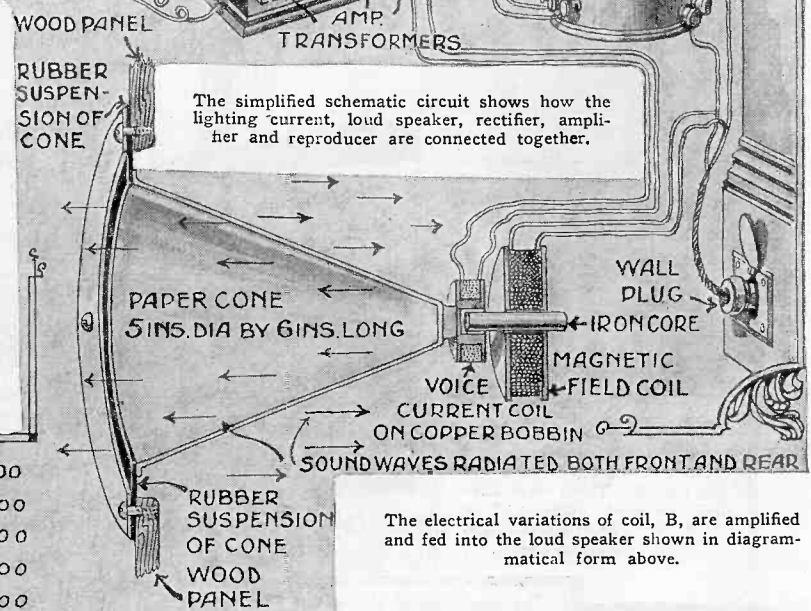 AMP.
TRANSFORMERS
WOOD PANEL
RUBBER
SUSPEN-
SION OF
CONE
The simplified schematic circuit shows how the
lighting current, loud speaker, rectifier, ampli-
fier and reproducer are connected together.
WALL
PLUG
PAPER CONE
5 INS. DIA BY 6 INS. LONG
IRON CORE
MAGNETIC
FIELD COIL
VOICE
CURRENT COIL
ON COPPER BOBBIN
SOUND WAVES RADIATED BOTH FRONT AND REAR
RUBBER
SUSPENSION
OF CONE
WOOD
PANEL
The electrical variations of coil, B, are amplified
and fed into the loud speaker shown in diagram-
matical form above.